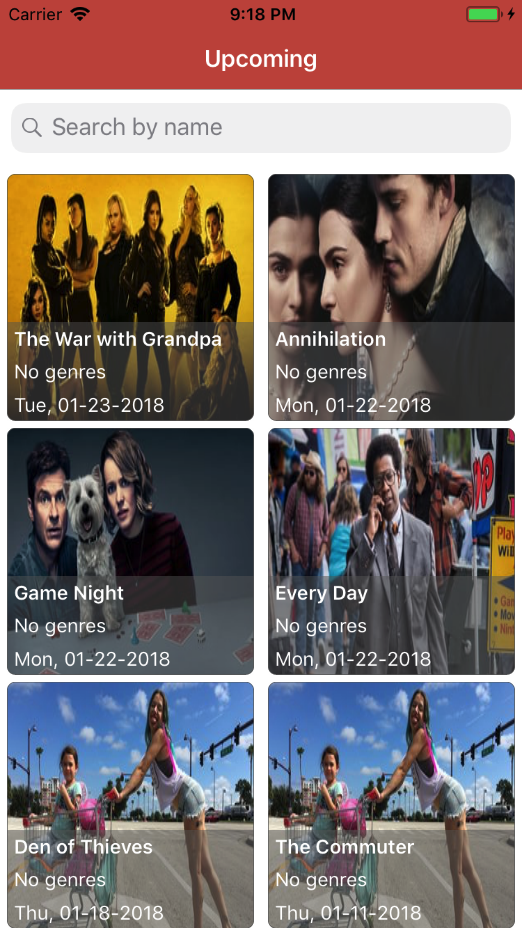 Carrier 9:18 PM
Upcoming
Search by name
The War with Grandpa
No genres
Tue, 01-23-2018
Annihilation
No genres
Mon, 01-22-2018
Game Night
No genres
Mon, 01-22-2018
Every Day
No genres
Mon, 01-22-2018
Den of Thieves
No genres
Thu, 01-18-2018
The Commuter
No genres
Thu, 01-11-2018